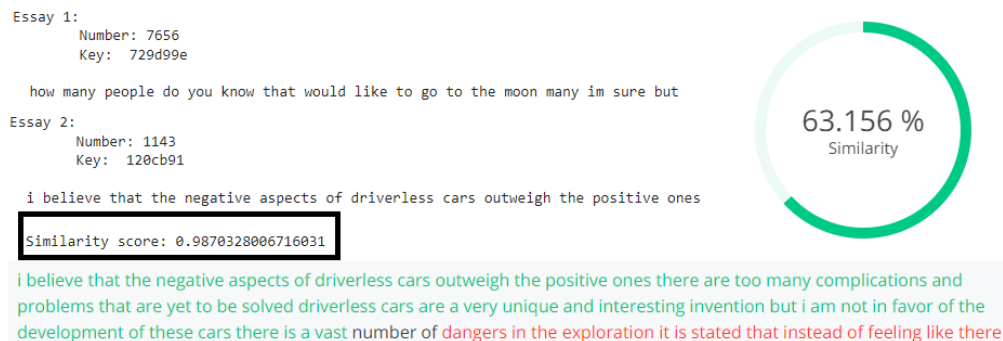 Essay 1:
Number: 7656
Key: 729d99e
how many people do you know that would like to go to the moon many im sure but
Essay 2:
Number: 1143
Key: 120cb91
i believe that the negative aspects of driverless cars outweigh the positive ones
Similarity score: 0.9870328006716031
63.156 %
Similarity
i believe that the negative aspects of driverless cars outweigh the positive ones there are too many complications and
problems that are yet to be solved driverless cars are a very unique and interesting invention but i am not in favor of the
development of these cars there is a vast number of dangers in the exploration it is stated that instead of feeling like there